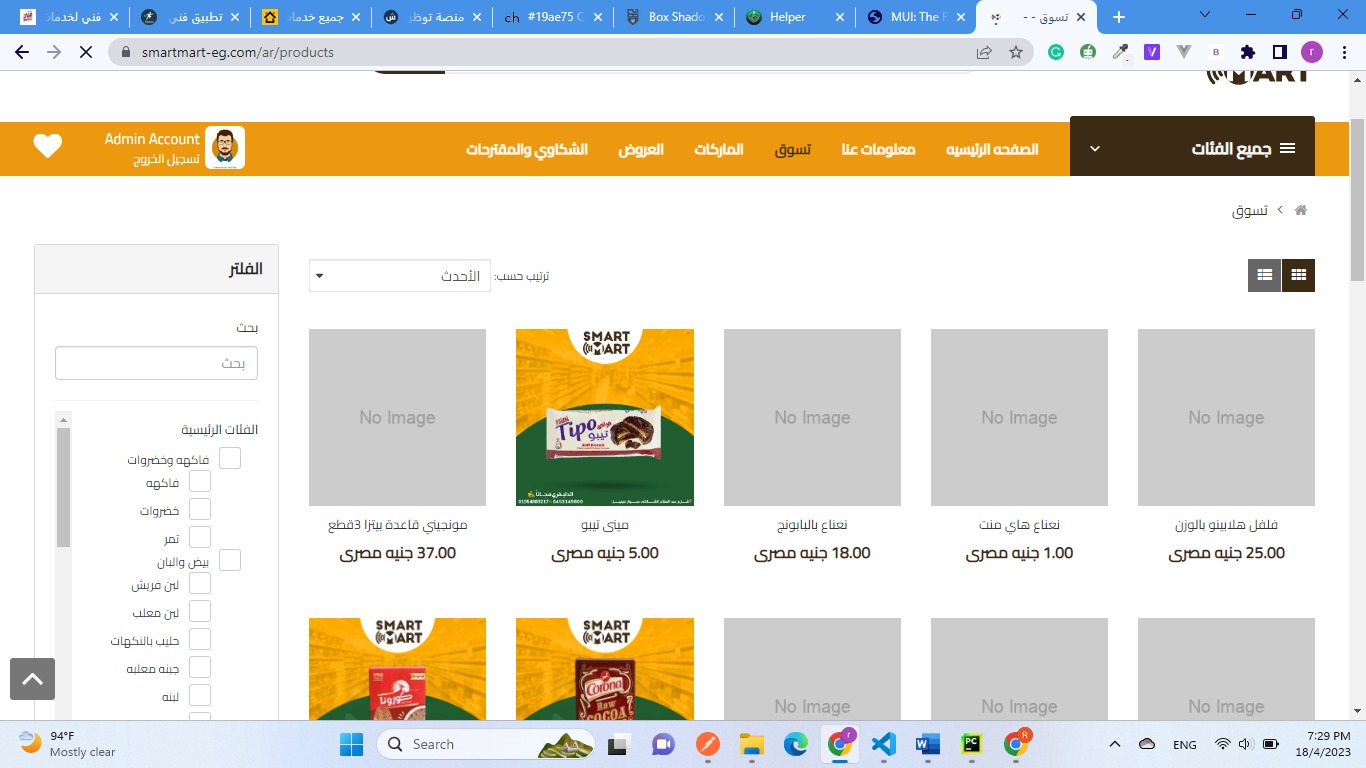 فني لخدمات
تطبيق فني
جميع خدمات
منصة توظي
ch #19ae75 C
Box Shado
Helper
MUI: The R
تسوق - -
smartmart-eg.com/ar/products
MART
جميع الفئات
الصفحه الرئيسيه
معلومات عنا
تسوق
الماركات
العروض
الشكاوي والمقترحات
Admin Account
تسجيل الخروج
تسوق
ترتيب حسب:
الأحدث
الفلتر
بحث
بحث
الفئات الرئيسية
فاكهه وخضروات
فاكهه
خضروات
تمر
بيض والبان
لبن فريش
لبن معلب
حليب بالنكهات
جبنه معلبه
لبنه
No Image
فلفل هلابينو بالوزن
25.00 جنيه مصرى
No Image
نعناع هاي منت
1.00 جنيه مصرى
No Image
نعناع بالبابونج
18.00 جنيه مصرى
SMART
MART
Tipo
تيبو
مينى تيبو
5.00 جنيه مصرى
No Image
مونجيني قاعدة بيتزا 3قطع
37.00 جنيه مصرى
No Image
No Image
No Image
SMART
MART
Corona
Raw
COCOA
SMART
MART
كورونا
94°F
Mostly clear
Search
ENG
7:29 PM
18/4/2023